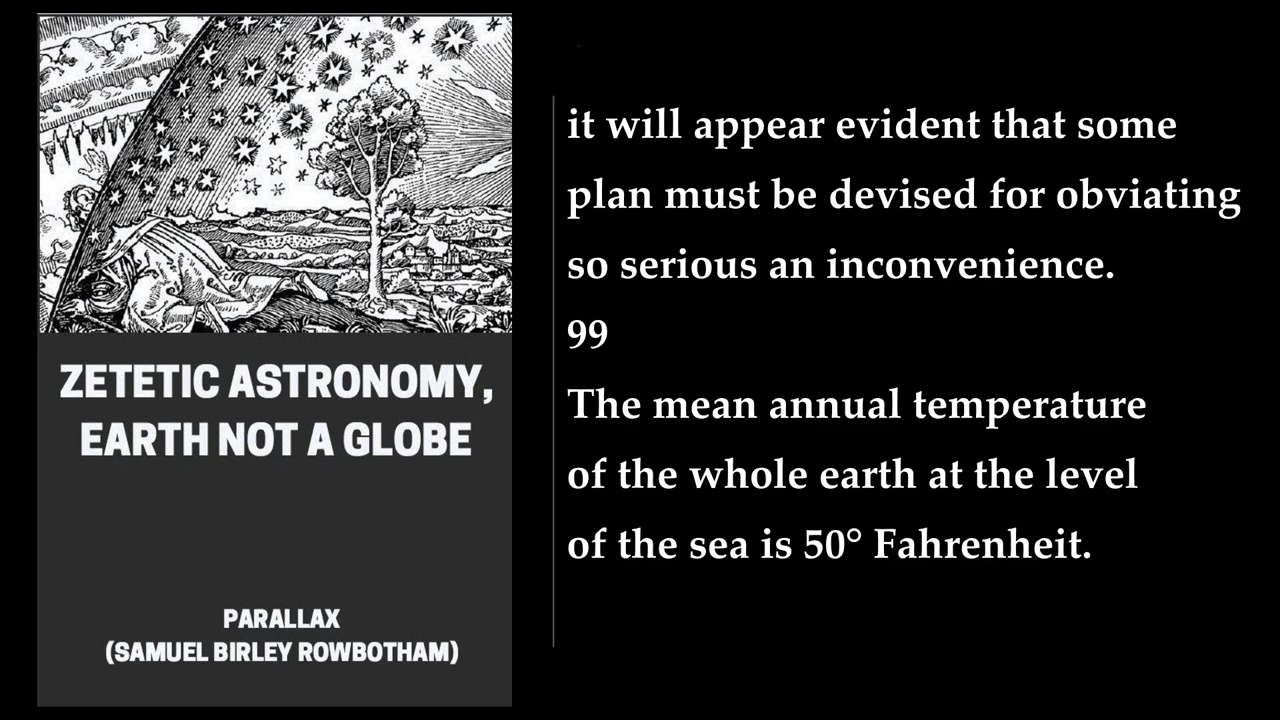 ZETETIC ASTRONOMY,
EARTH NOT A GLOBE
PARALLAX
(SAMUEL BIRLEY ROWBOTHAM)
it will appear evident that some
plan must be devised for obviating
so serious an inconvenience.
99
The mean annual temperature
of the whole earth at the level
of the sea is 50° Fahrenheit.